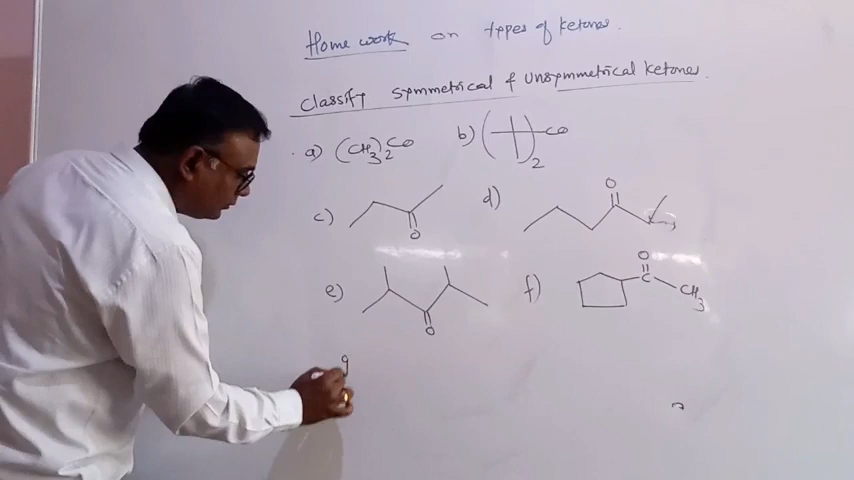 Home work on types of ketones.
Classify symmetrical & unsymmetrical ketones.
a) (CH3)2CO b) ( )2 CO
c) O d) O
e) O f) O
C CH3
g